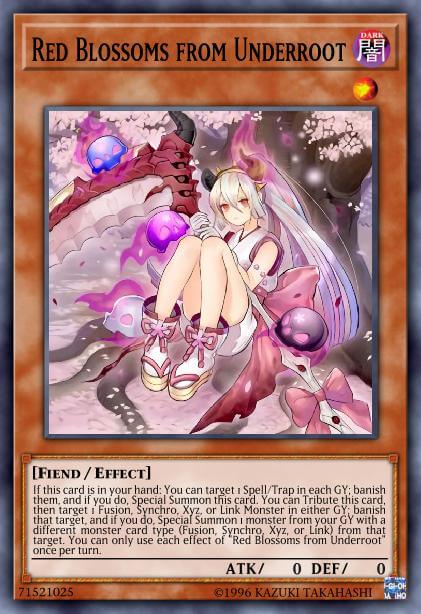 RED BLOSSOMS FROM UNDERROOT
DARK
闇
[FIEND / EFFECT]
If this card is in your hand: You can target 1 Spell/Trap in each GY; banish
them, and if you do, Special Summon this card. You can Tribute this card,
then target 1 Fusion, Synchro, Xyz, or Link Monster in either GY; banish
that target, and if you do, Special Summon 1 monster from your GY with a
different monster card type (Fusion, Synchro, Xyz, or Link) from that
target. You can only use each effect of "Red Blossoms from Underroot"
once per turn.
ATK/ 0 DEF/ 0
71521025 ©1996 KAZUKI TAKAHASHI